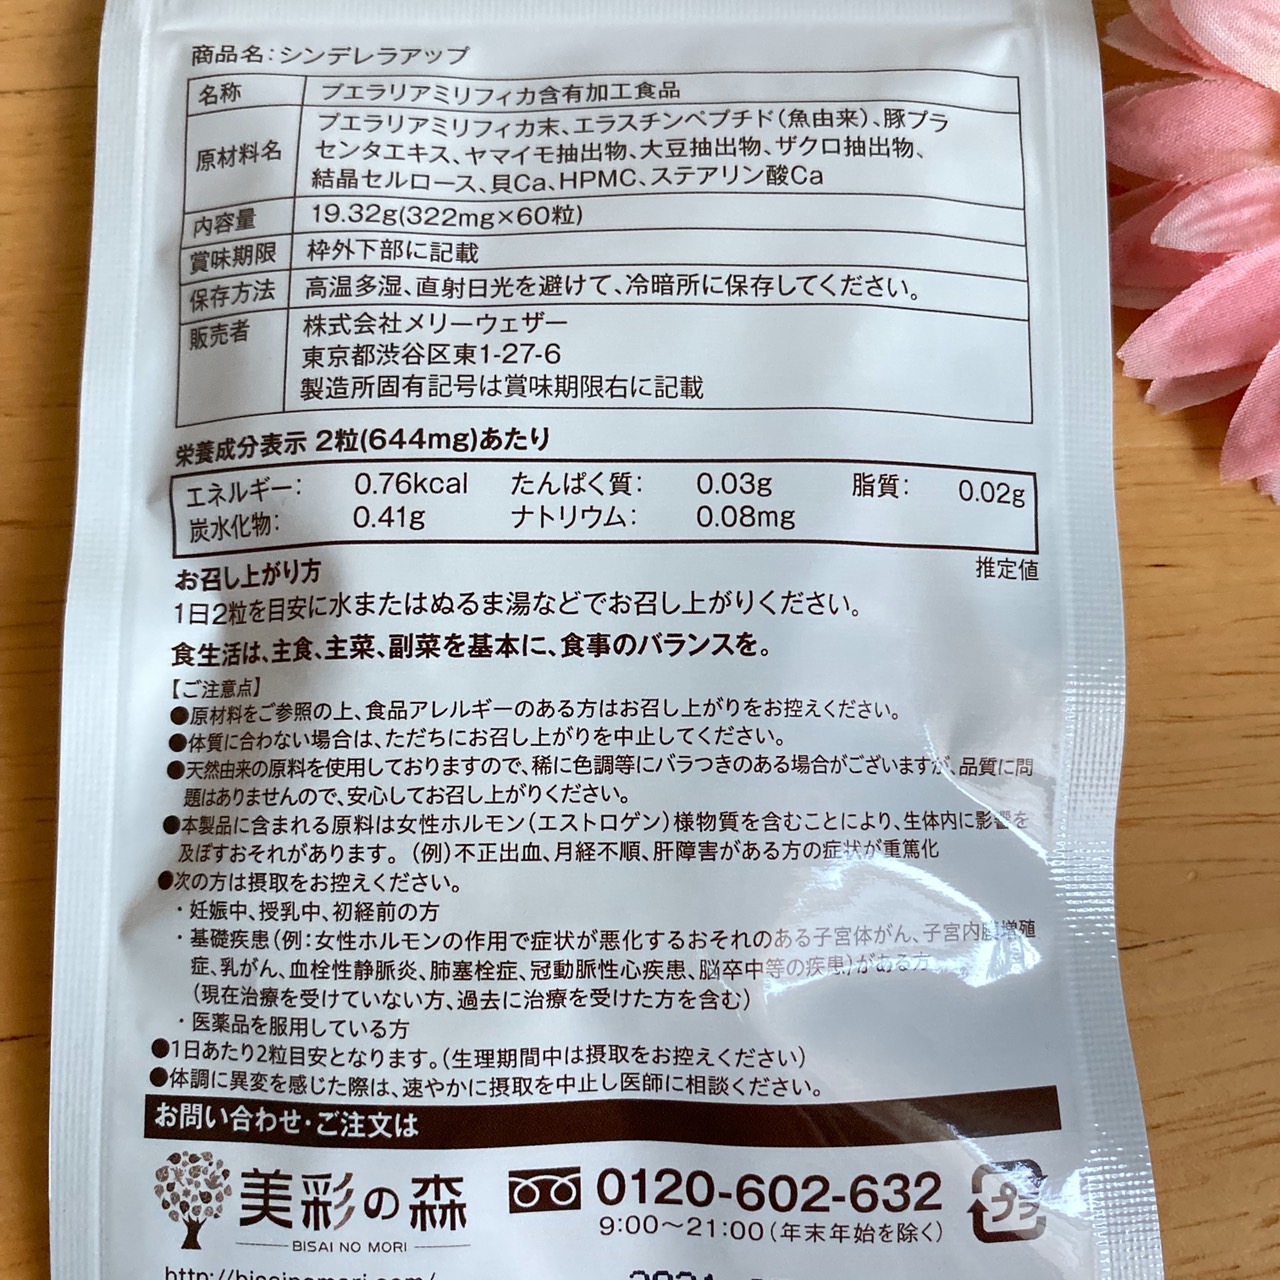 商品名:シンデレラアップ
名称 プエラリアミリフィカ含有加工食品
原材料名 プエラリアミリフィカ末、エラスチンペプチド(魚由来)、豚プラ
センタエキス、ヤマイモ抽出物、大豆抽出物、ザクロ抽出物、
結晶セルロース、貝Ca、HPMC、ステアリン酸Ca
内容量 19.32g(322mg×60粒)
賞味期限 枠外下部に記載
保存方法 高温多湿、直射日光を避けて、冷暗所に保存してください。
販売者 株式会社メリーウェザー
東京都渋谷区東1-27-6
製造所固有記号は賞味期限右に記載
栄養成分表示 2粒(644mg)あたり
エネルギー: 0.76kcal たんぱく質: 0.03g 脂質: 0.02g
炭水化物: 0.41g ナトリウム: 0.08mg
推定値
お召し上がり方
1日2粒を目安に水またはぬるま湯などでお召し上がりください。
食生活は、主食、主菜、副菜を基本に、食事のバランスを。
【ご注意点】
●原材料をご参照の上、食品アレルギーのある方はお召し上がりをお控えください。
●体質に合わない場合は、ただちにお召し上がりを中止してください。
●天然由来の原料を使用しておりますので、稀に色調等にバラつきのある場合がございますが、品質に問
題はありませんので、安心してお召し上がりください。
●本製品に含まれる原料は女性ホルモン(エストロゲン)様物質を含むことにより、生体内に影響を
及ぼすおそれがあります。(例)不正出血、月経不順、肝障害がある方の症状が重篤化
●次の方は摂取をお控えください。
・妊娠中、授乳中、初経前の方
・基礎疾患(例:女性ホルモンの作用で症状が悪化するおそれのある子宮体がん、子宮内膜増殖
症、乳がん、血栓性静脈炎、肺塞栓症、冠動脈性心疾患、脳卒中等の疾患)がある方
(現在治療を受けていない方、過去に治療を受けた方を含む)
・医薬品を服用している方
●1日あたり2粒目安となります。(生理期間中は摂取をお控えください)
●体調に異変を感じた際は、速やかに摂取を中止し医師に相談ください。
お問い合わせ・ご注文は
美彩の森
BISAI NO MORI
0120-602-632
9:00〜21:00(年末年始を除く)
プラ